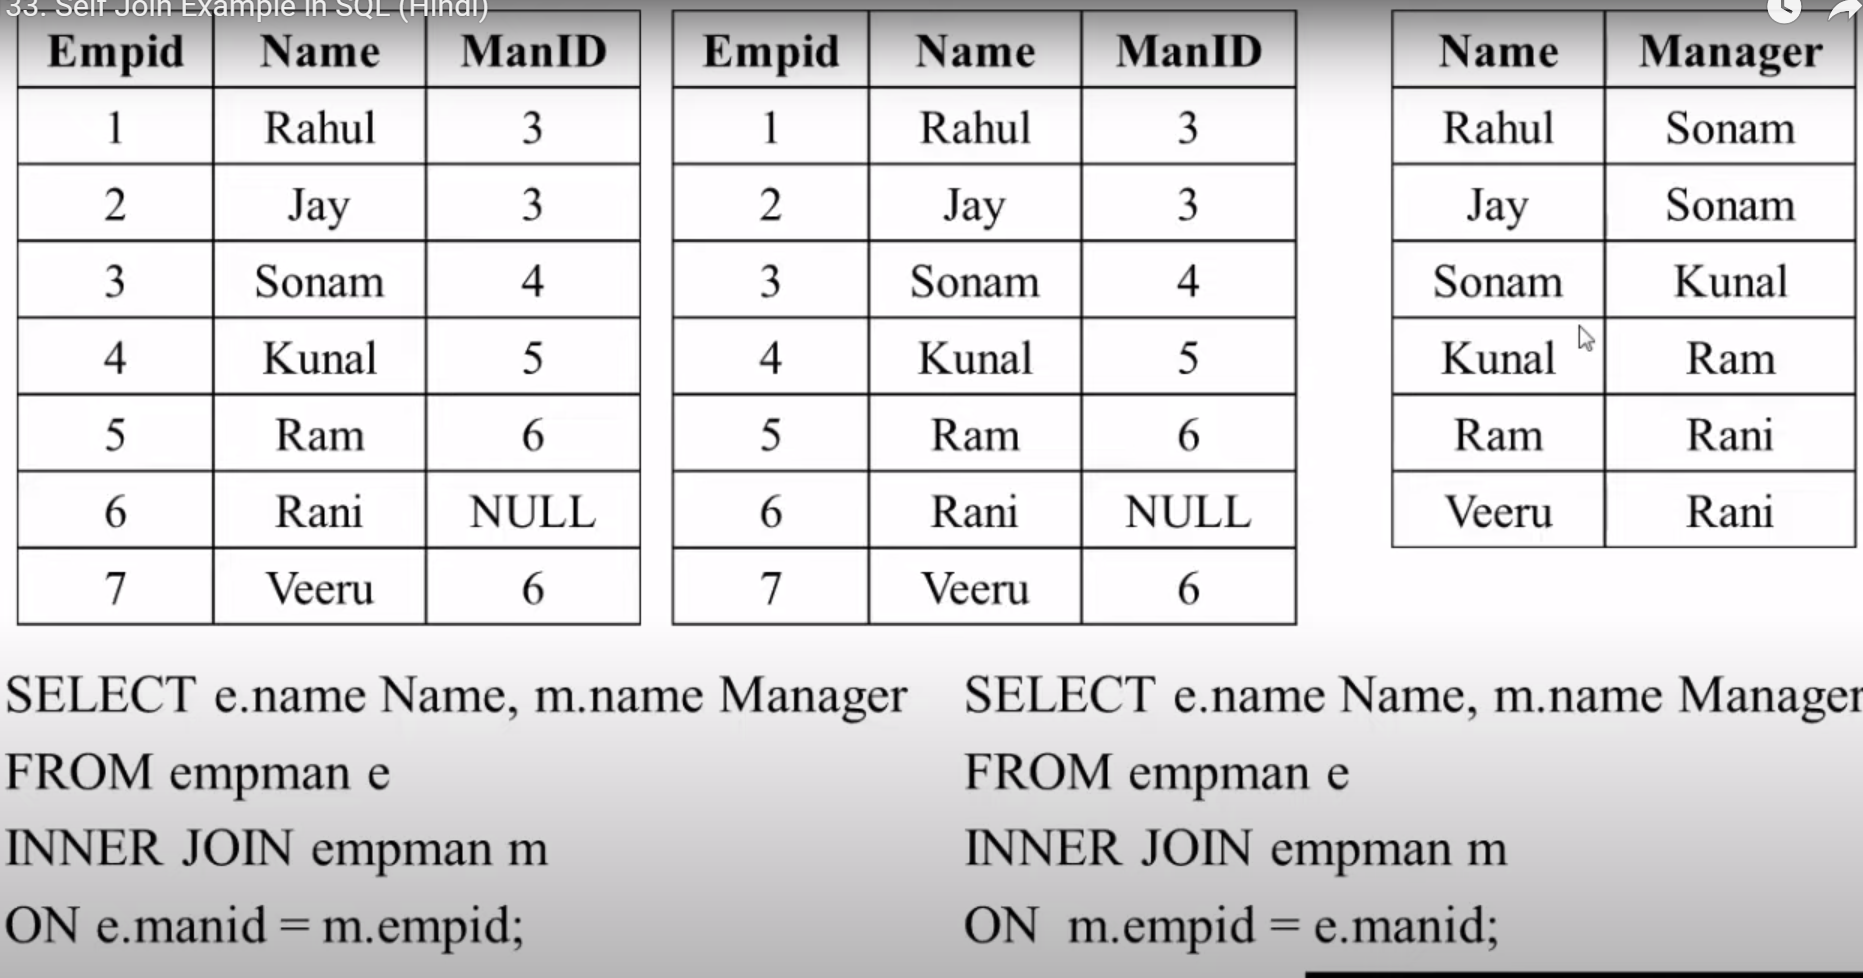 33. Self Join Example in SQL (Hindi)
Empid Name ManID
1 Rahul 3
2 Jay 3
3 Sonam 4
4 Kunal 5
5 Ram 6
6 Rani NULL
7 Veeru 6
Empid Name ManID
1 Rahul 3
2 Jay 3
3 Sonam 4
4 Kunal 5
5 Ram 6
6 Rani NULL
7 Veeru 6
Name Manager
Rahul Sonam
Jay Sonam
Sonam Kunal
Kunal Ram
Ram Rani
Veeru Rani
SELECT e.name Name, m.name Manager
FROM empman e
INNER JOIN empman m
ON e.manid = m.empid;
SELECT e.name Name, m.name Manager
FROM empman e
INNER JOIN empman m
ON m.empid = e.manid;